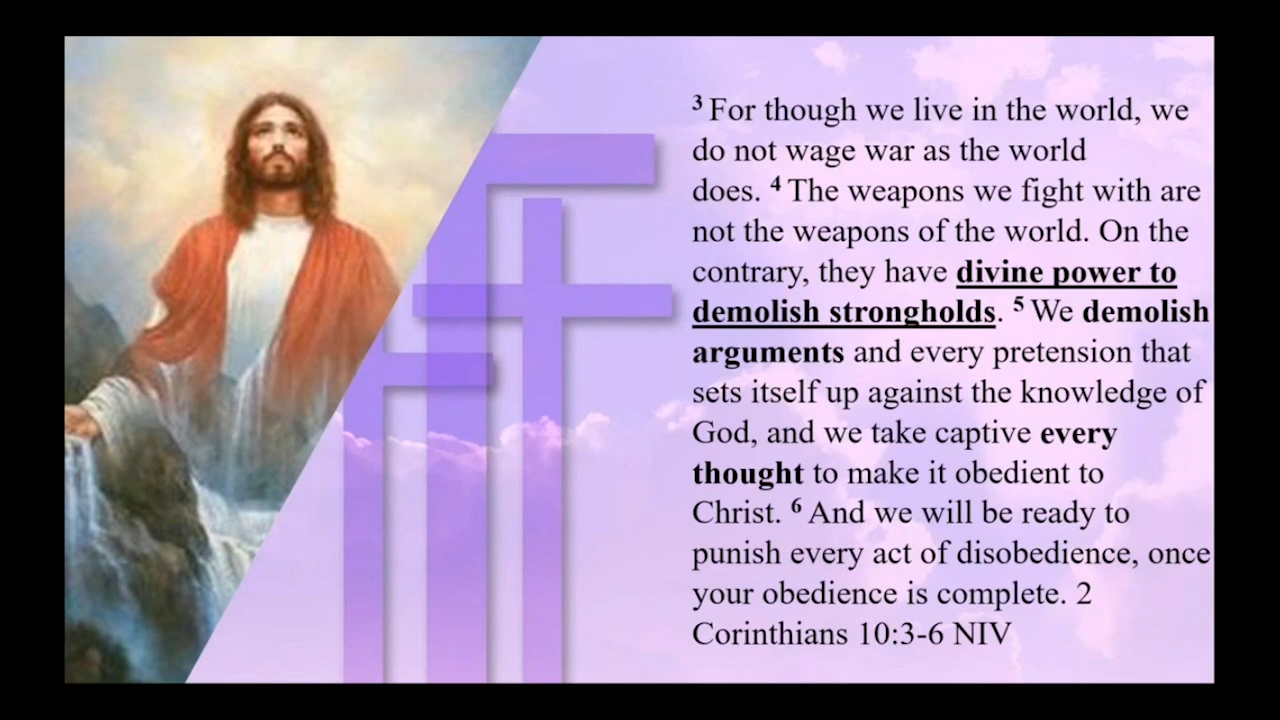 ³ For though we live in the world, we
do not wage war as the world
does. ⁴ The weapons we fight with are
not the weapons of the world. On the
contrary, they have divine power to
demolish strongholds. ⁵ We demolish
arguments and every pretension that
sets itself up against the knowledge of
God, and we take captive every
thought to make it obedient to
Christ. ⁶ And we will be ready to
punish every act of disobedience, once
your obedience is complete. 2
Corinthians 10:3-6 NIV